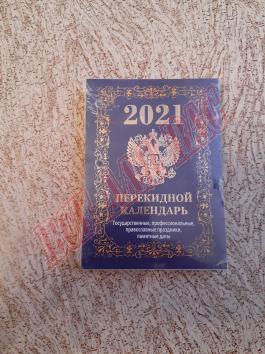 2021
ПЕРЕКИДНОЙ
КАЛЕНДАРЬ
Государственные, профессиональные,
православные праздники,
памятные даты